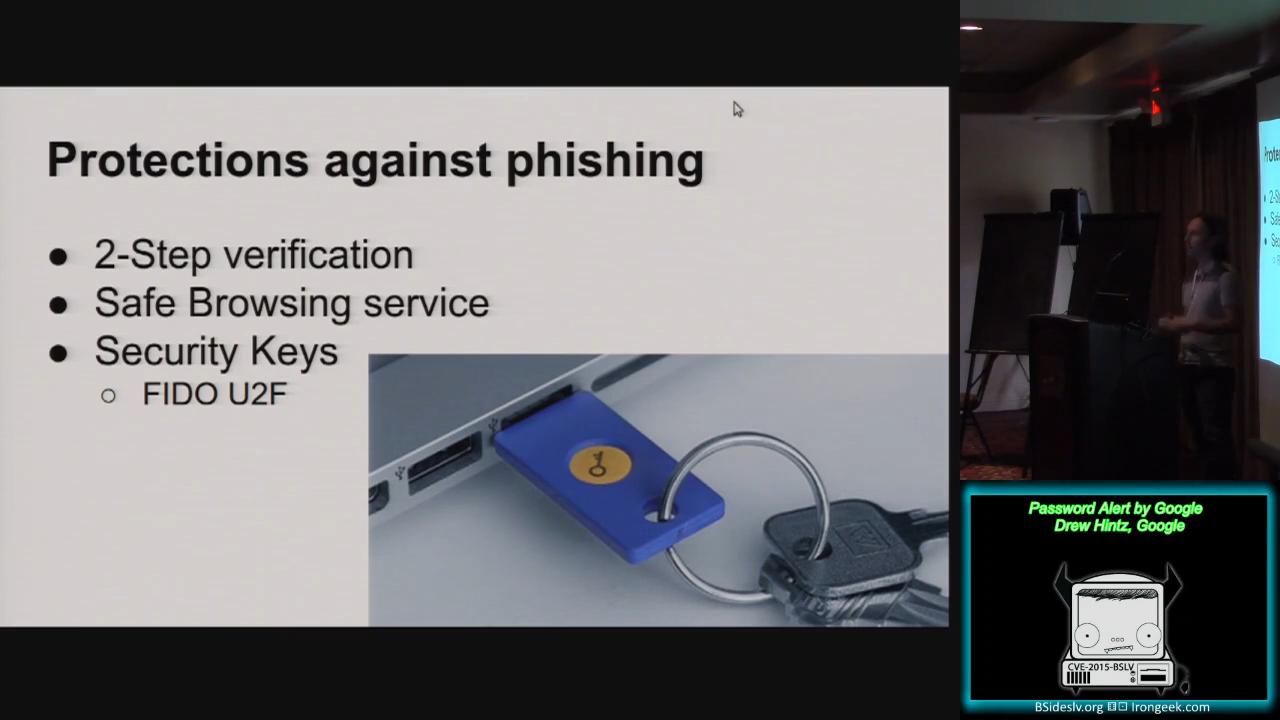 Protections against phishing
● 2-Step verification
● Safe Browsing service
● Security Keys
○ FIDO U2F
Password Alert by Google
Drew Hintz, Google
CVE-2015-BSLV
BSideslv.org Irongeek.com